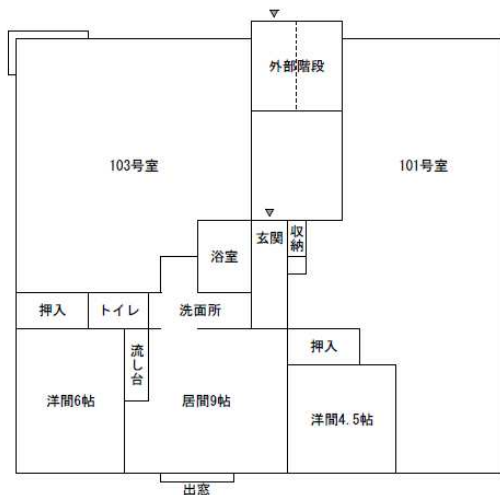 外部階段
103号室
101号室
玄関
収納
浴室
押入
トイレ
洗面所
流し台
押入
洋間6帖
居間9帖
洋間4.5帖
出窓